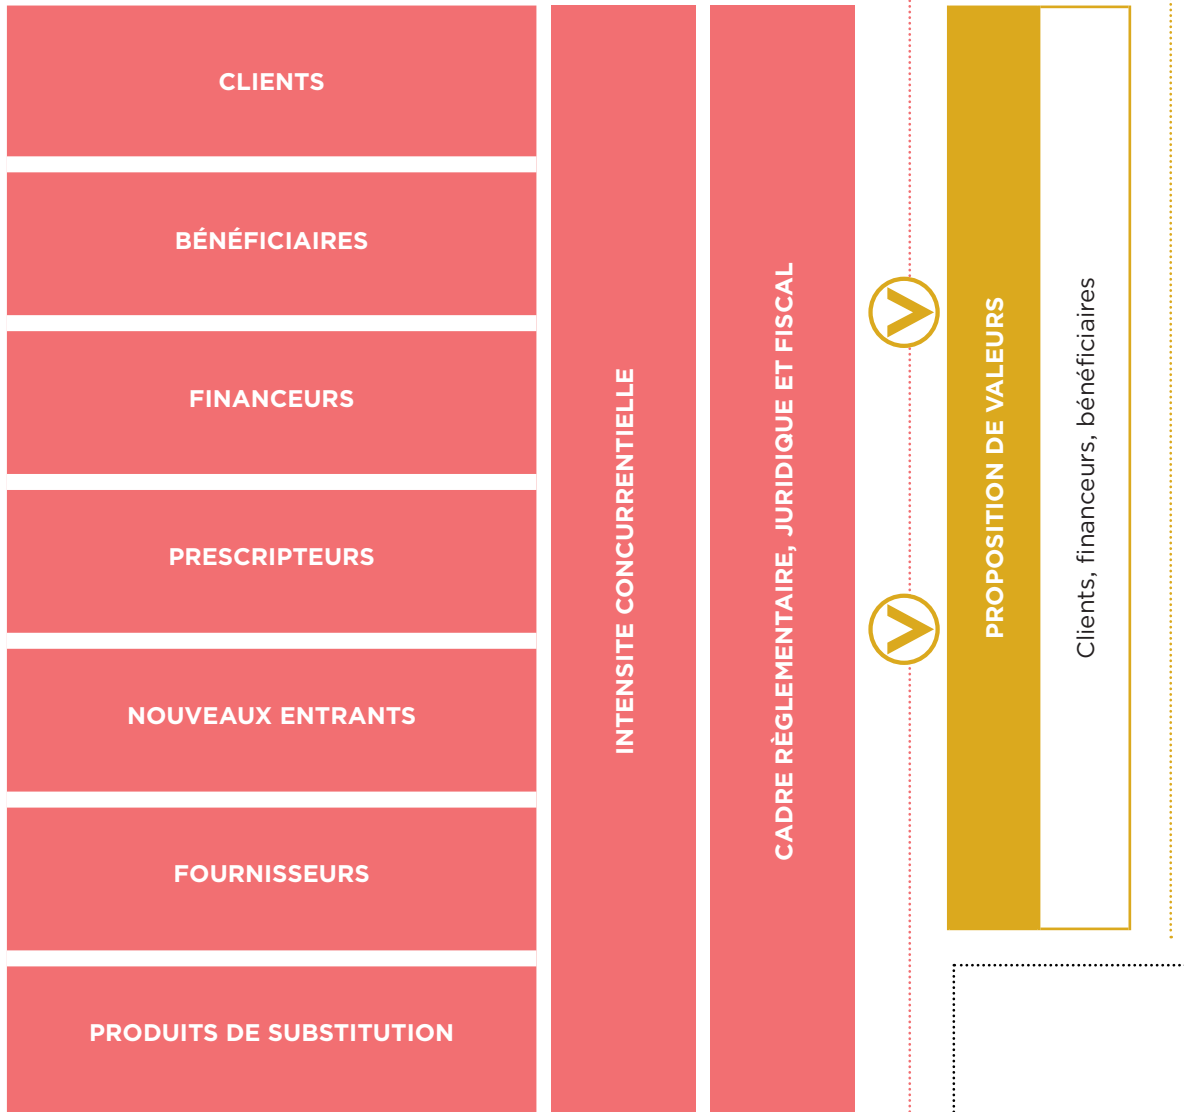 CLIENTS
BÉNÉFICIAIRES
FINANCEURS
PRESCRIPTEURS
NOUVEAUX ENTRANTS
FOURNISSEURS
PRODUITS DE SUBSTITUTION
INTENSITE CONCURRENTIELLE
CADRE RÈGLEMENTAIRE, JURIDIQUE ET FISCAL
PROPOSITION DE VALEURS
Clients, financeurs, bénéficiaires